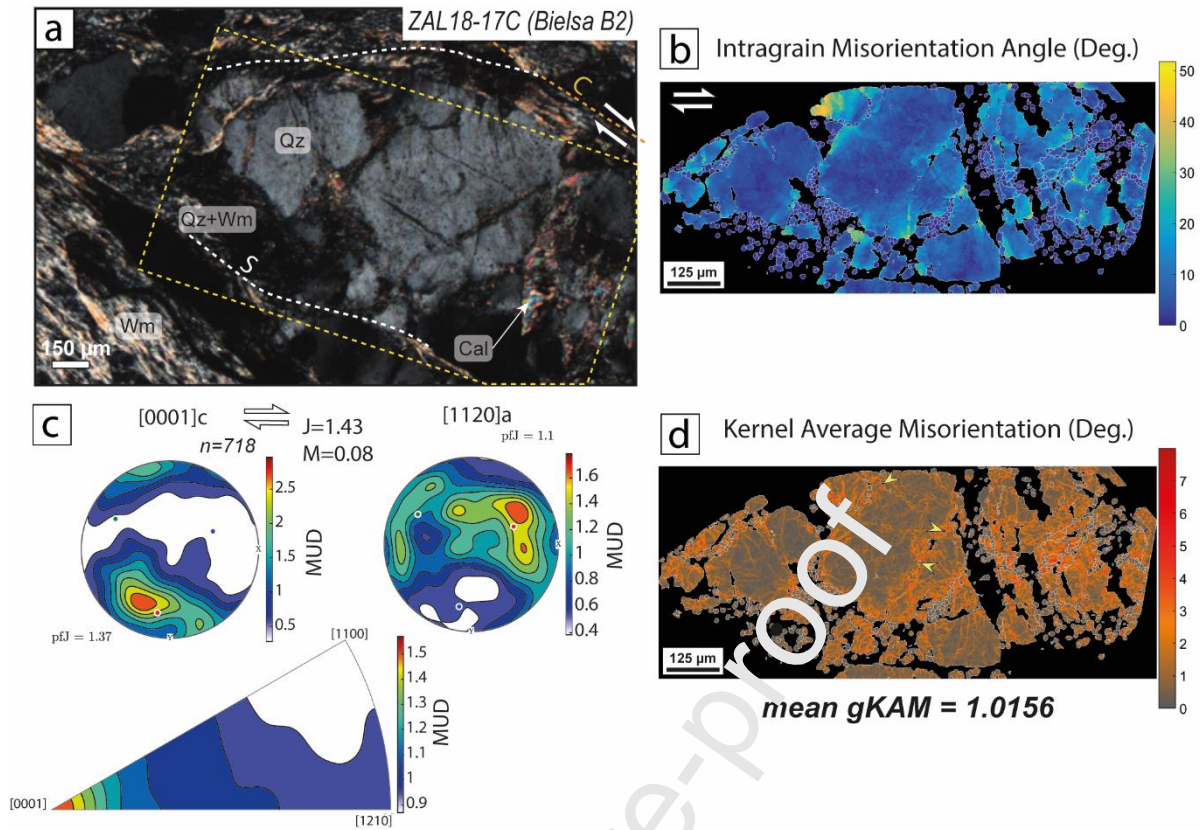 a
ZAL18-17C (Bielsa B2)
C
Qz
Qz+Wm
S
Wm
Cal
150 µm
b
Intragrain Misorientation Angle (Deg.)
50
40
30
20
10
0
125 µm
c
[0001]c
n=718
J=1.43
M=0.08
[1120]a
pfJ = 1.1
2.5
2
1.5
1
0.5
MUD
X
Y
pfJ = 1.37
1.6
1.4
1.2
1
0.8
0.6
0.4
MUD
X
Y
[1100]
[0001]
[1210]
1.5
1.4
1.3
1.2
1.1
1
0.9
MUD
d
Kernel Average Misorientation (Deg.)
7
6
5
4
3
2
1
0
125 µm
mean gKAM = 1.0156
e-proof